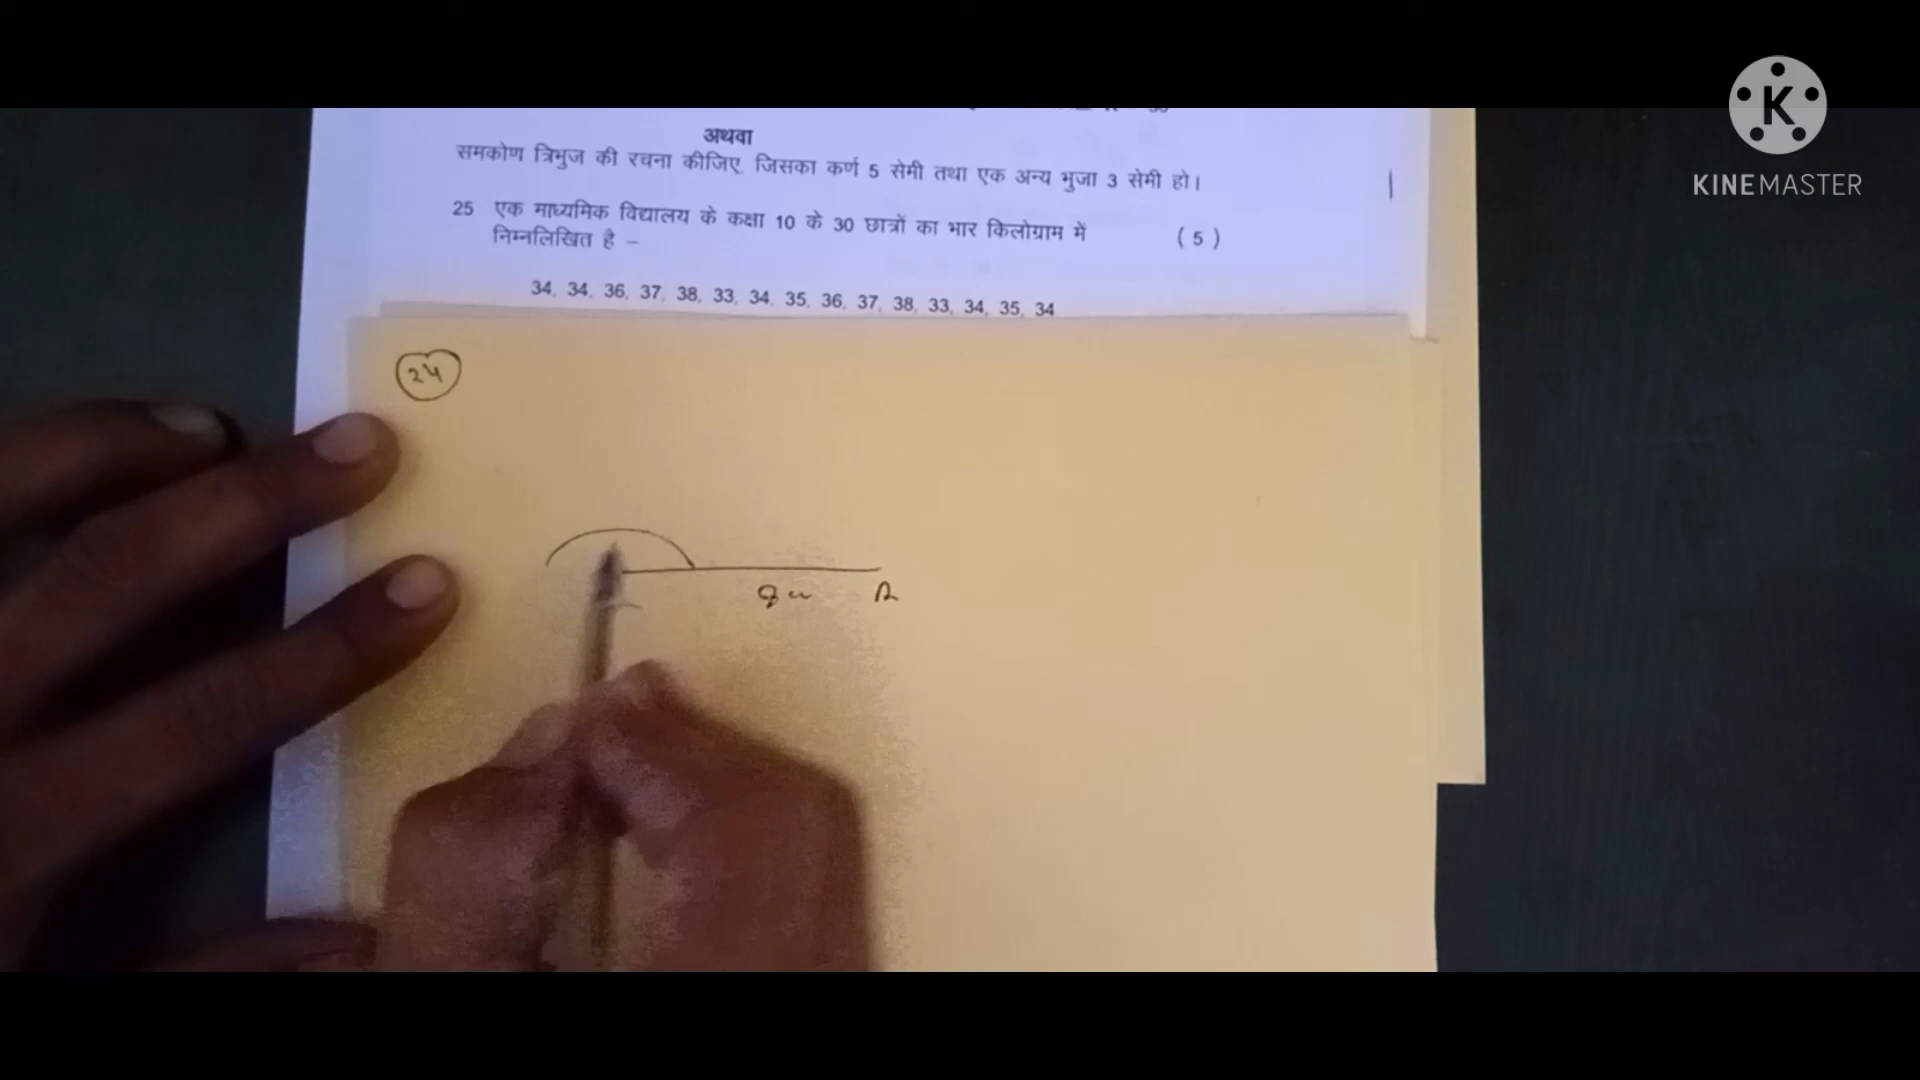 अथवा
समकोण त्रिभुज की रचना कीजिए, जिसका कर्ण 5 सेमी तथा एक अन्य भुजा 3 सेमी हो।
25 एक माध्यमिक विद्यालय के कक्षा 10 के 30 छात्रों का भार किलोग्राम में ( 5 )
निम्नलिखित है –
34, 34, 36, 37, 38, 33, 34, 35, 36, 37, 38, 33, 34, 35, 34
KINEMASTER